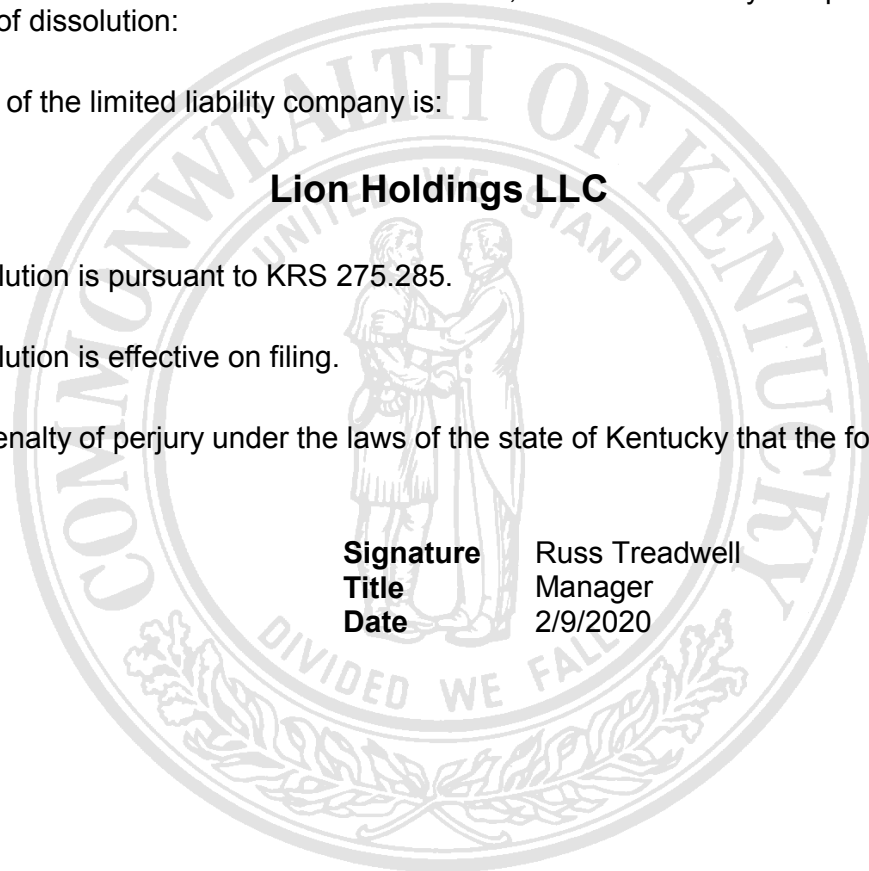 of dissolution:
of the limited liability company is:
COMMONWEALTH OF KENTUCKY
UNITED WE STAND
Lion Holdings LLC
lution is pursuant to KRS 275.285.
lution is effective on filing.
enalty of perjury under the laws of the state of Kentucky that the fo
Signature Russ Treadwell
Title Manager
Date 2/9/2020
DIVIDED WE FALL